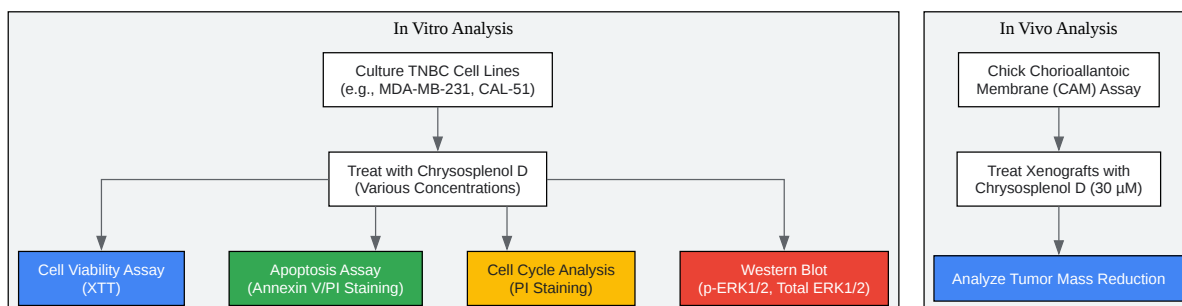 In Vitro Analysis
Culture TNBC Cell Lines
(e.g., MDA-MB-231, CAL-51)
Treat with Chrysosplenol D
(Various Concentrations)
Cell Viability Assay
(XTT)
Apoptosis Assay
(Annexin V/PI Staining)
Cell Cycle Analysis
(PI Staining)
Western Blot
(p-ERK1/2, Total ERK1/2)
In Vivo Analysis
Chick Chorioallantoic
Membrane (CAM) Assay
Treat Xenografts with
Chrysosplenol D (30 µM)
Analyze Tumor Mass Reduction